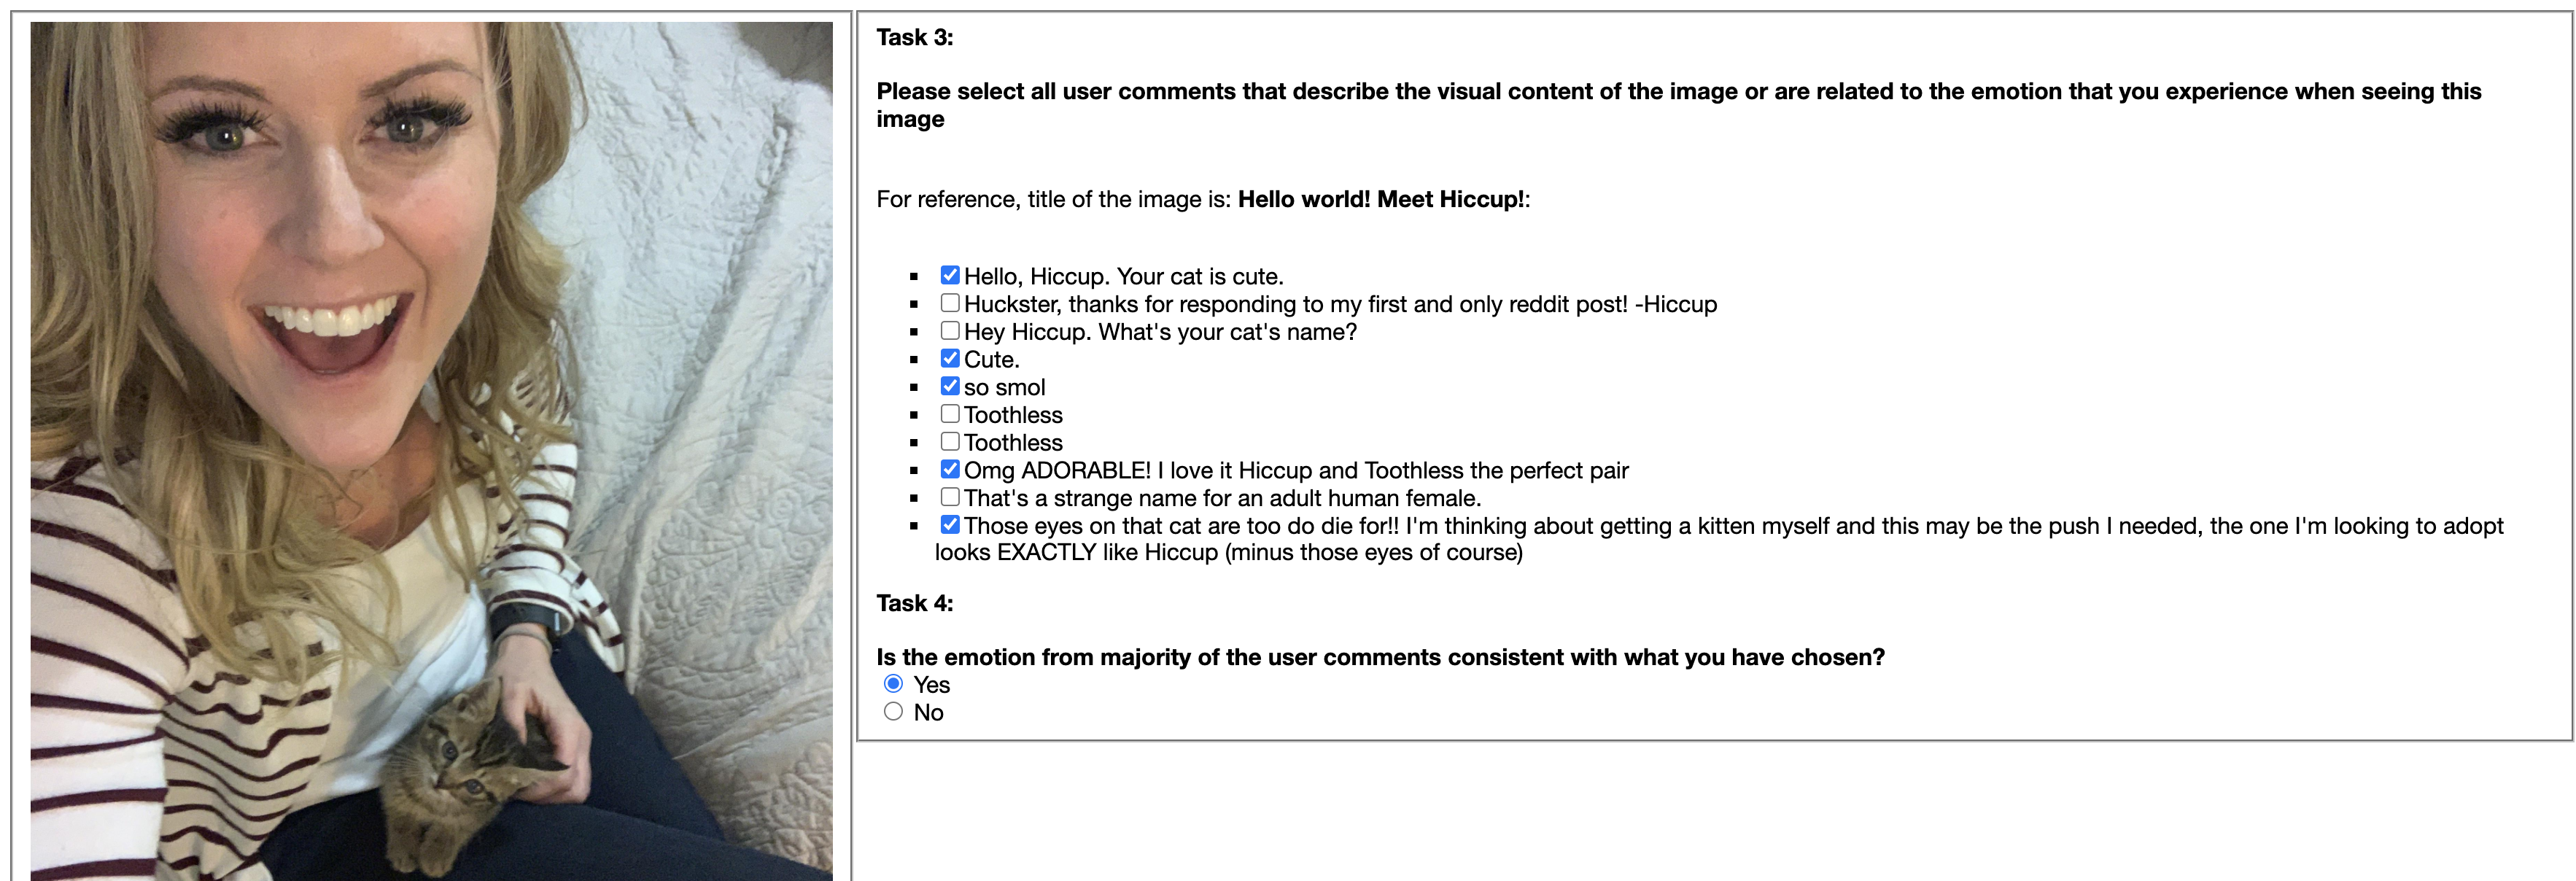 Task 3:
Please select all user comments that describe the visual content of the image or are related to the emotion that you experience when seeing this
image
For reference, title of the image is: Hello world! Meet Hiccup!:
Hello, Hiccup. Your cat is cute.
Huckster, thanks for responding to my first and only reddit post! -Hiccup
Hey Hiccup. What's your cat's name?
Cute.
so smol
Toothless
Toothless
Omg ADORABLE! I love it Hiccup and Toothless the perfect pair
That's a strange name for an adult human female.
Those eyes on that cat are too do die for!! I'm thinking about getting a kitten myself and this may be the push I needed, the one I'm looking to adopt
looks EXACTLY like Hiccup (minus those eyes of course)
Task 4:
Is the emotion from majority of the user comments consistent with what you have chosen?
Yes
No